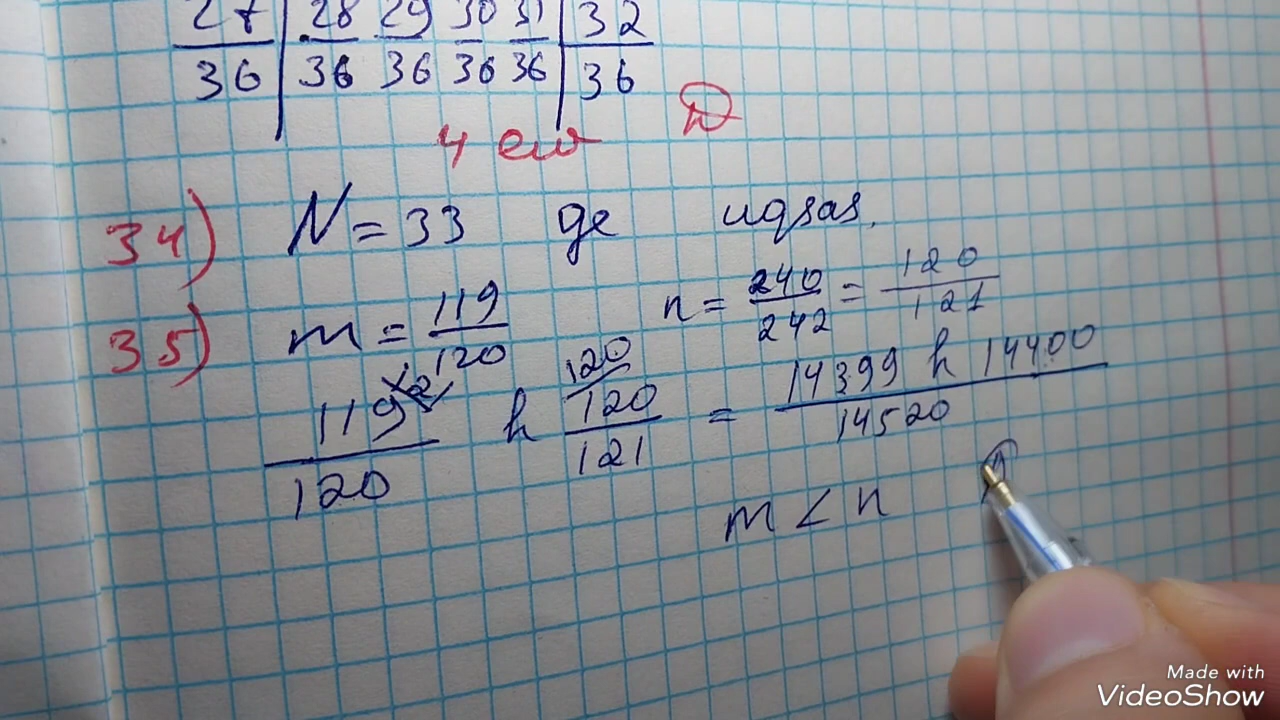 27 | 28 29 30 31 | 32
36 | 36 36 36 36 | 36
4 ew D
34) N = 33 ge uqsas.
35) m = 119/120 n = 240/242 = 120/121
119/120 h 120/121 = 14399 h 14400/14520
m < n
Made with
VideoShow